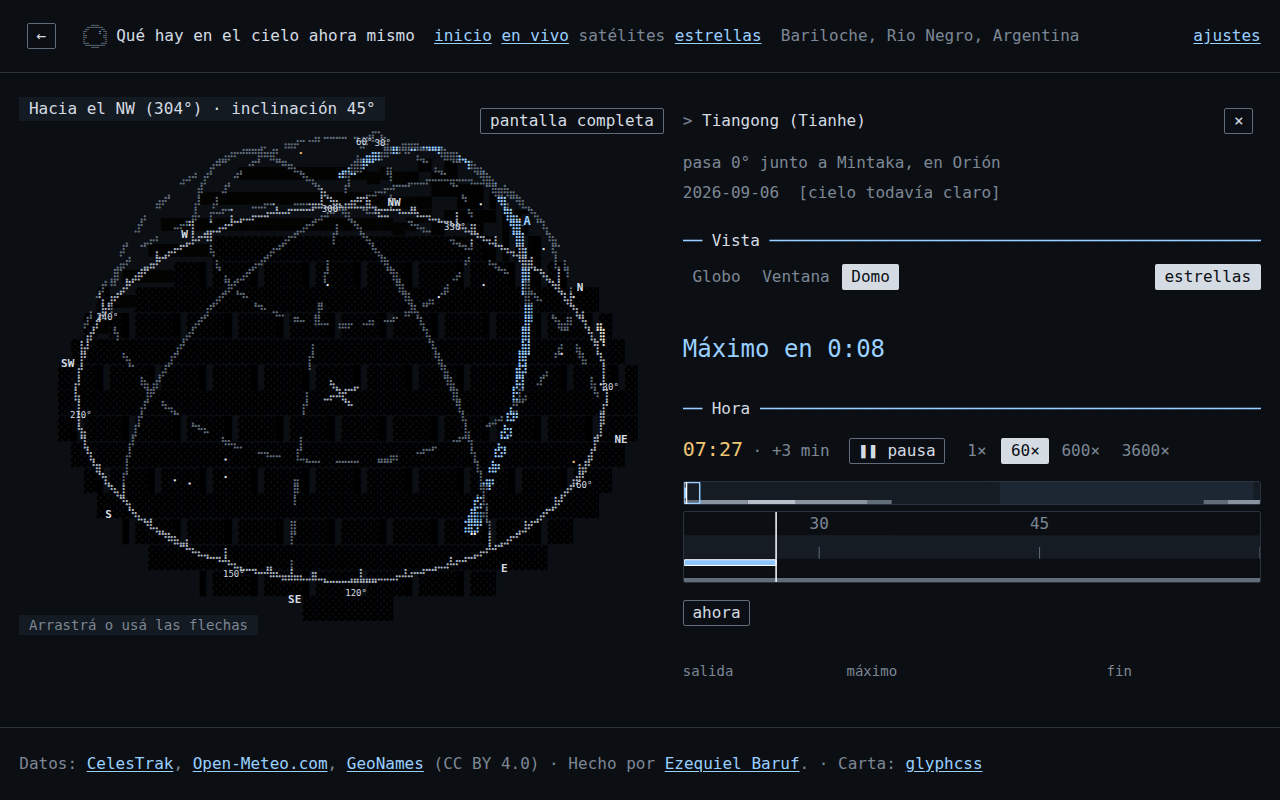 ← Qué hay en el cielo ahora mismo inicio en vivo satélites estrellas Bariloche, Rio Negro, Argentina ajustes
Hacia el NW (304°) · inclinación 45°
pantalla completa
60° 30°
NW
300°
330°
A
W
N
240°
SW
30°
210°
NE
60°
S
E
150°
120°
SE
Arrastrá o usá las flechas
> Tiangong (Tianhe) ×
pasa 0° junto a Mintaka, en Orión
2026-09-06 [cielo todavía claro]
Vista
Globo Ventana Domo estrellas
Máximo en 0:08
Hora
07:27 · +3 min ❚❚ pausa 1× 60× 600× 3600×
30 45
ahora
salida máximo fin
Datos: CelesTrak, Open-Meteo.com, GeoNames (CC BY 4.0) · Hecho por Ezequiel Baruf. · Carta: glyphcss